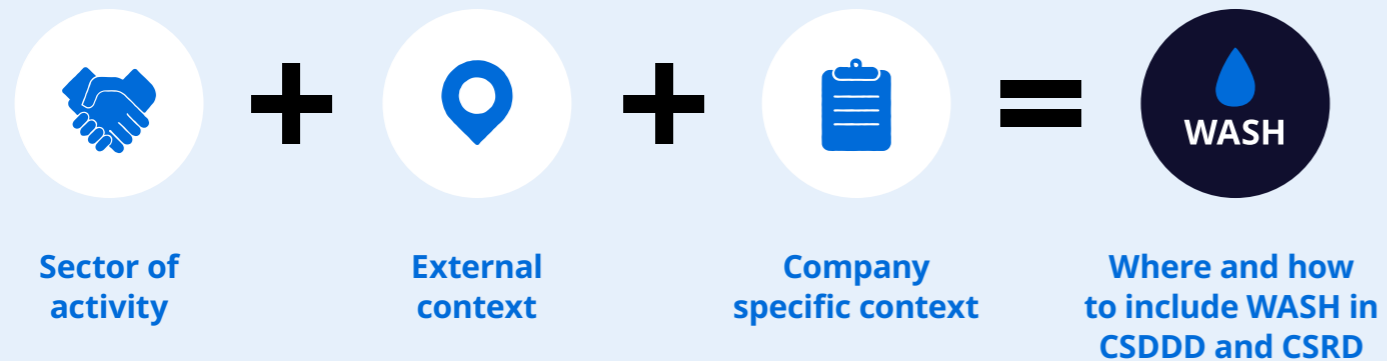 WASH
Sector of
activity
External
context
Company
specific context
Where and how
to include WASH in
CSDDD and CSRD